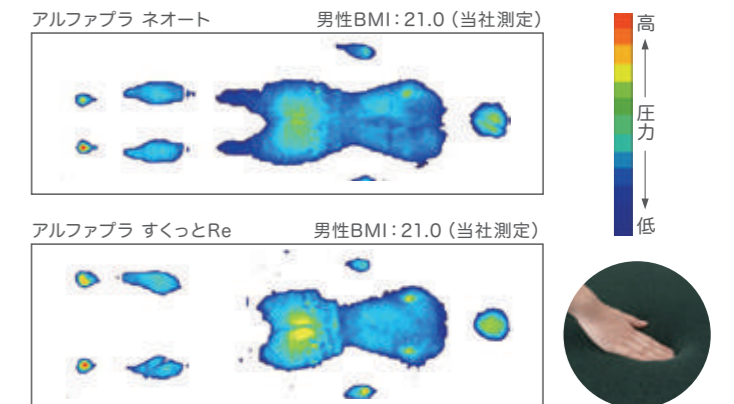 アルファプラ ネオート
男性BMI：21.0（当社測定）
高
圧力
低
アルファプラ すくっとRe
男性BMI：21.0（当社測定）